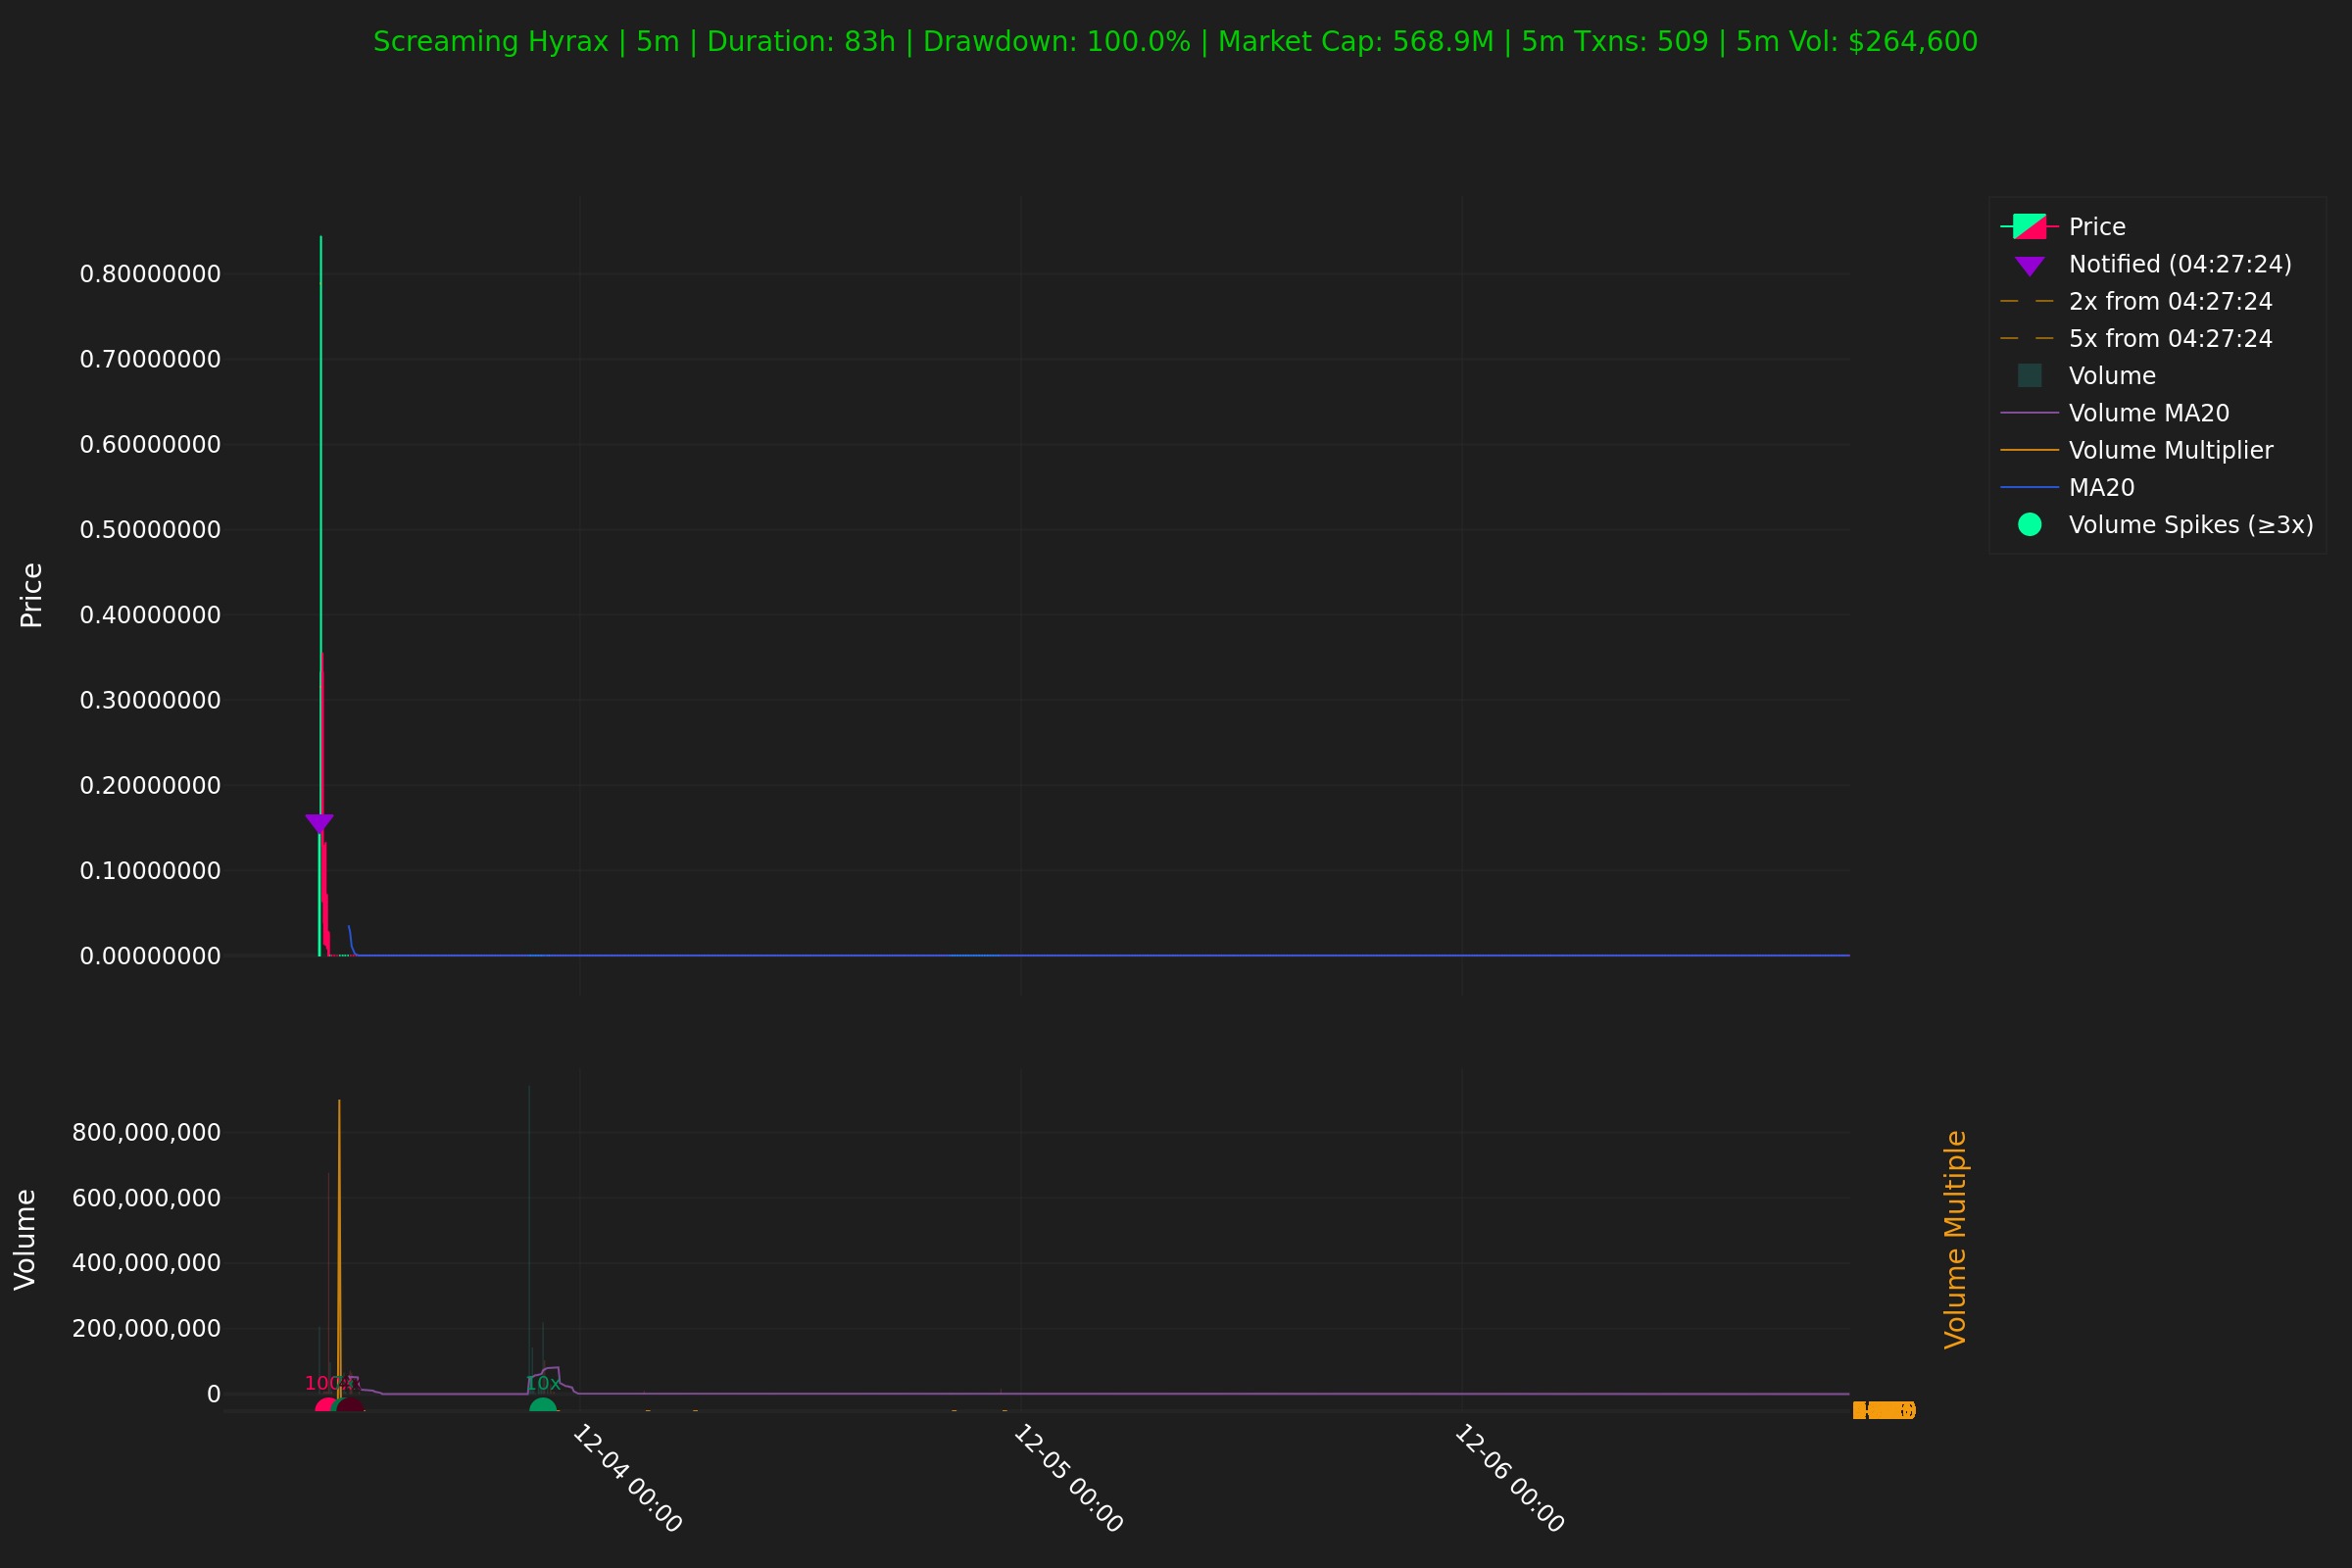 Screaming Hyrax | 5m | Duration: 83h | Drawdown: 100.0% | Market Cap: 568.9M | 5m Txns: 509 | 5m Vol: $264,600
Price
Notified (04:27:24)
2x from 04:27:24
5x from 04:27:24
Volume
Volume MA20
Volume Multiplier
MA20
Volume Spikes (≥3x)
Price
0.80000000
0.70000000
0.60000000
0.50000000
0.40000000
0.30000000
0.20000000
0.10000000
0.00000000
Volume
800,000,000
600,000,000
400,000,000
200,000,000
0
10x
Volume Multiple
12-04 00:00
12-05 00:00
12-06 00:00